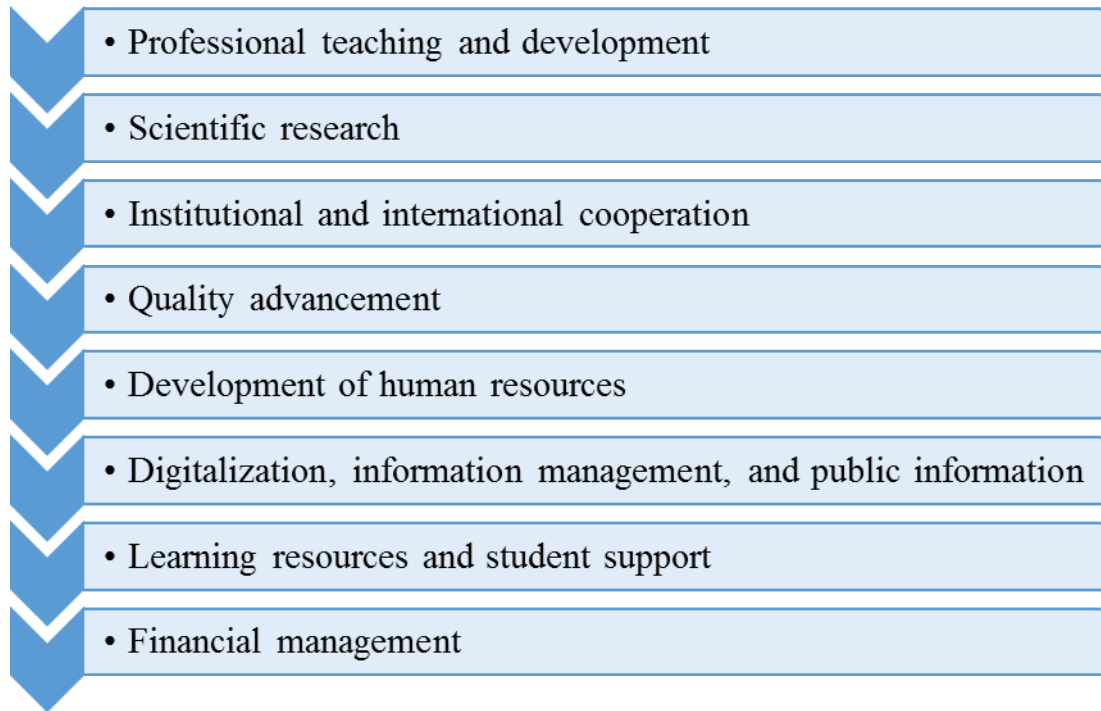 • Professional teaching and development
• Scientific research
• Institutional and international cooperation
• Quality advancement
• Development of human resources
• Digitalization, information management, and public information
• Learning resources and student support
• Financial management